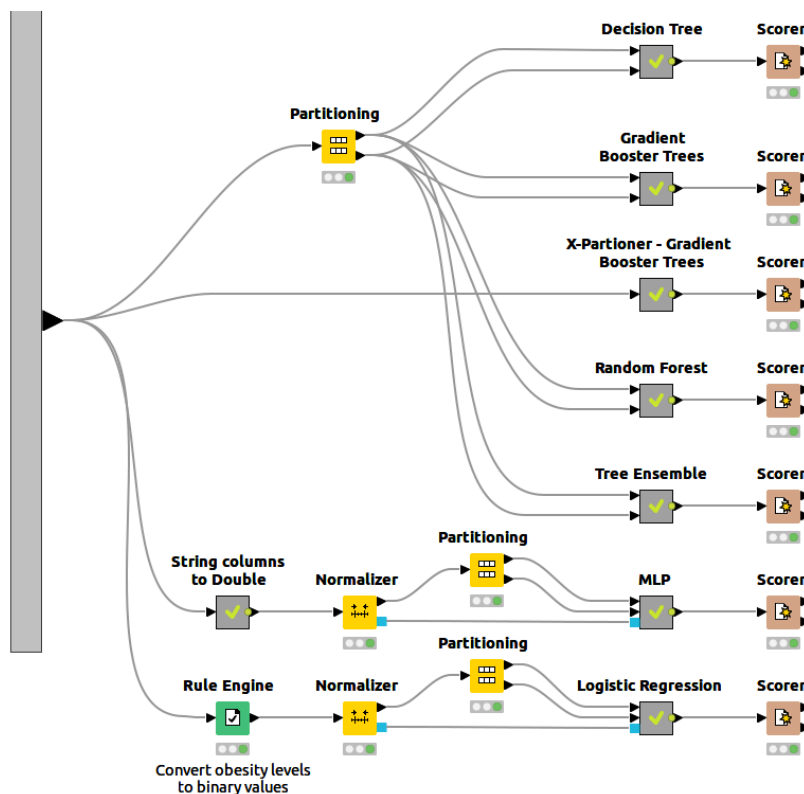 Decision Tree
Scorer
Partitioning
Gradient
Booster Trees
Scorer
X-Partioner - Gradient
Booster Trees
Scorer
Random Forest
Scorer
Tree Ensemble
Scorer
Partitioning
String columns
to Double
Normalizer
MLP
Scorer
Partitioning
Rule Engine
Normalizer
Logistic Regression
Scorer
Convert obesity levels
to binary values